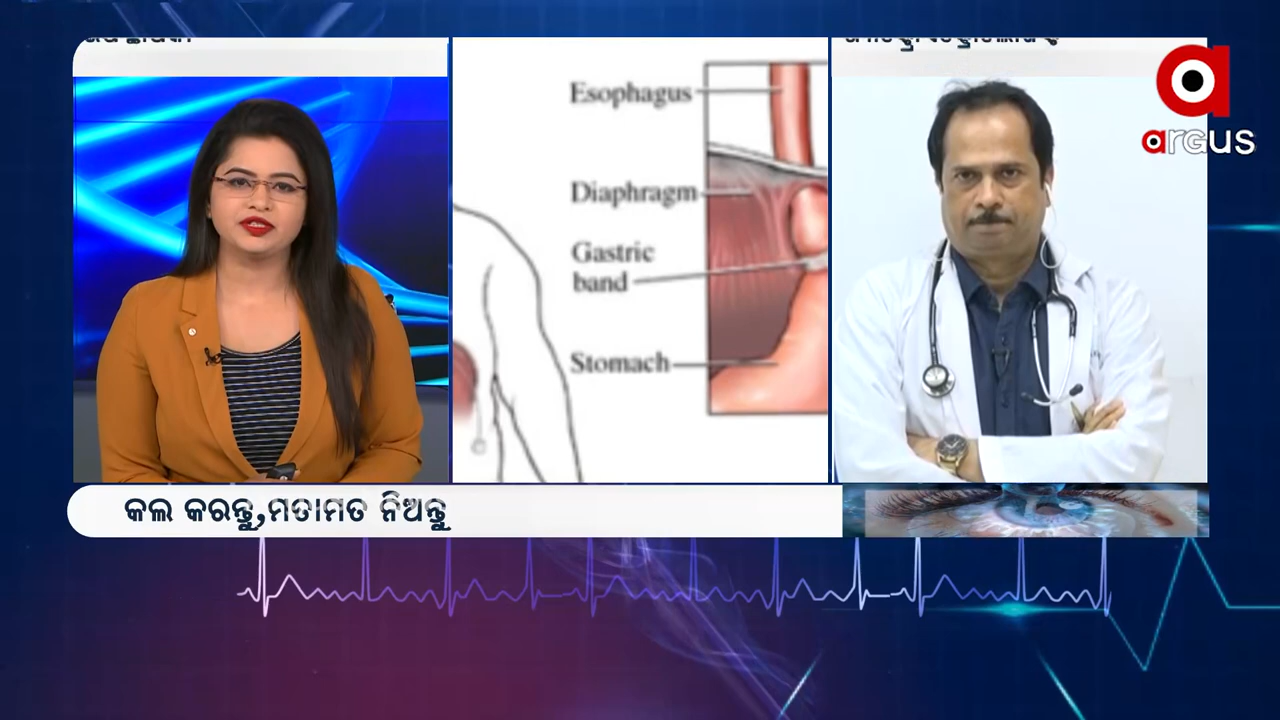 Esophagus
Diaphragm
Gastric
band
Stomach
argus
କଲ କରନ୍ତୁ,ମତାମତ ନିଅନ୍ତୁ